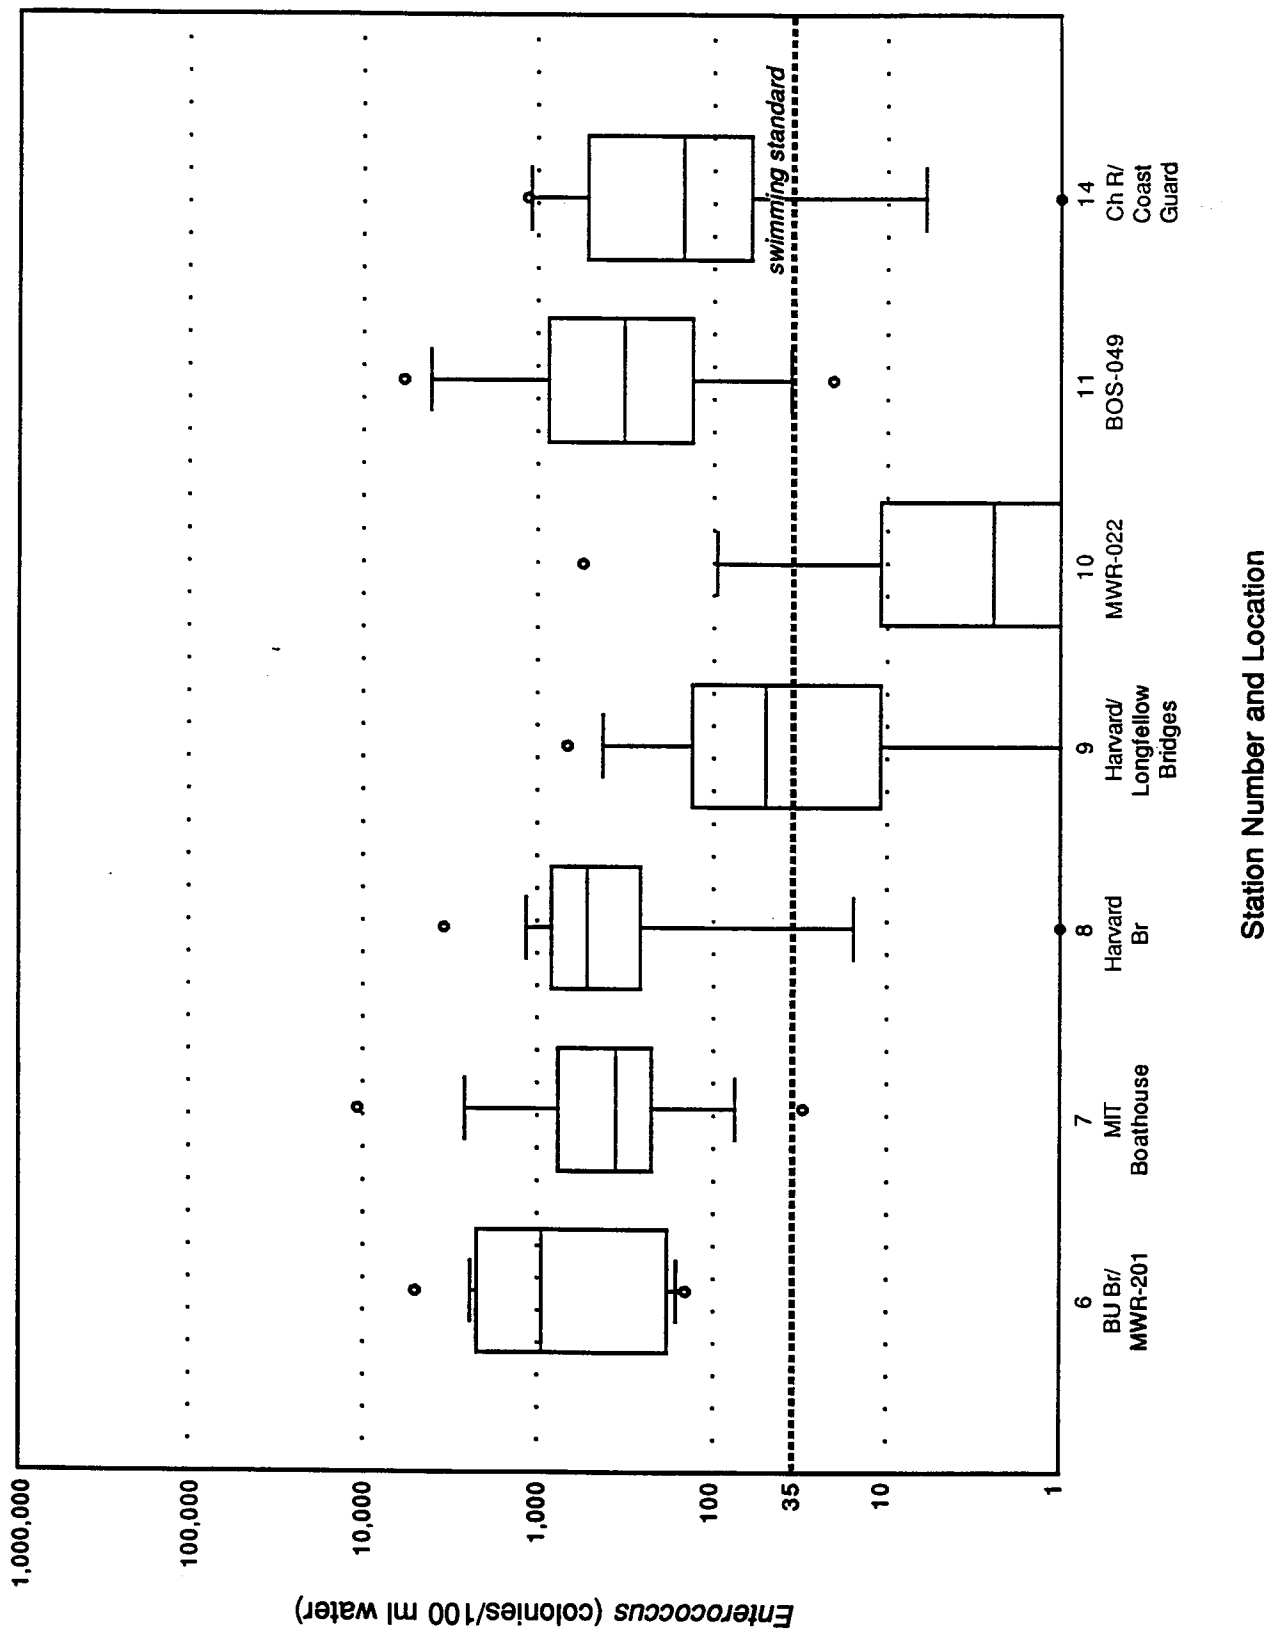 Enterococcus (colonies/100 ml water)
1,000,000
100,000
10,000
1,000
100
35
10
1
swimming standard
6
BU Br/
MWR-201
7
MIT
Boathouse
8
Harvard
Br
9
Harvard/
Longfellow
Bridges
10
MWR-022
11
BOS-049
14
Ch R/
Coast
Guard
Station Number and Location